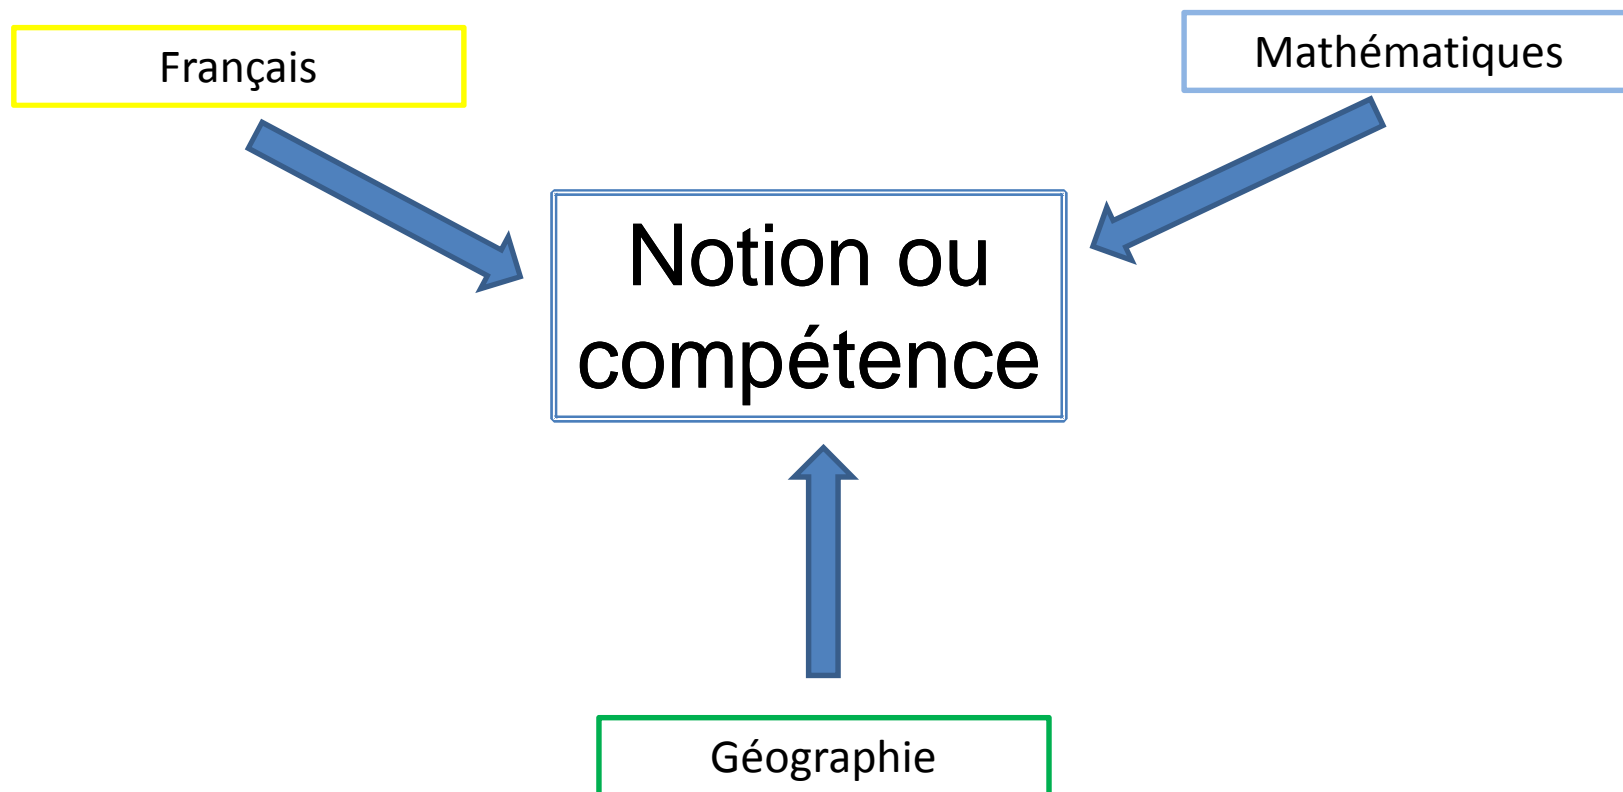 Français
Mathématiques
Notion ou
compétence
Géographie